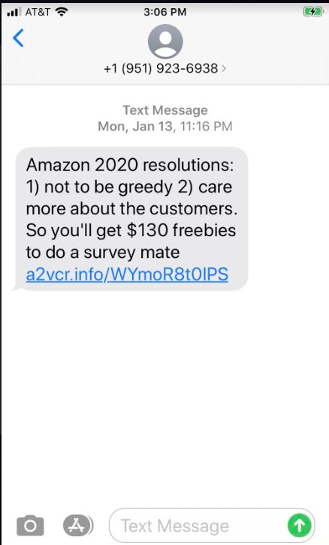 AT&T 3:06 PM
+1 (951) 923-6938
Text Message
Mon, Jan 13, 11:16 PM
Amazon 2020 resolutions:
1) not to be greedy 2) care
more about the customers.
So you'll get $130 freebies
to do a survey mate
a2vcr.info/WYmoR8t0lPS
Text Message